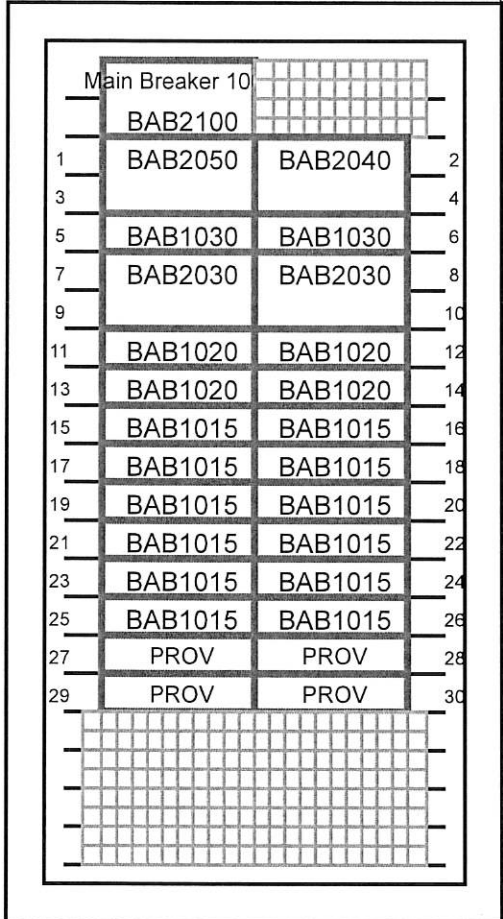 Main Breaker 10
BAB2100
1 BAB2050 BAB2040 2
3 4
5 BAB1030 BAB1030 6
7 BAB2030 BAB2030 8
9 10
11 BAB1020 BAB1020 12
13 BAB1020 BAB1020 14
15 BAB1015 BAB1015 16
17 BAB1015 BAB1015 18
19 BAB1015 BAB1015 20
21 BAB1015 BAB1015 22
23 BAB1015 BAB1015 24
25 BAB1015 BAB1015 26
27 PROV PROV 28
29 PROV PROV 30